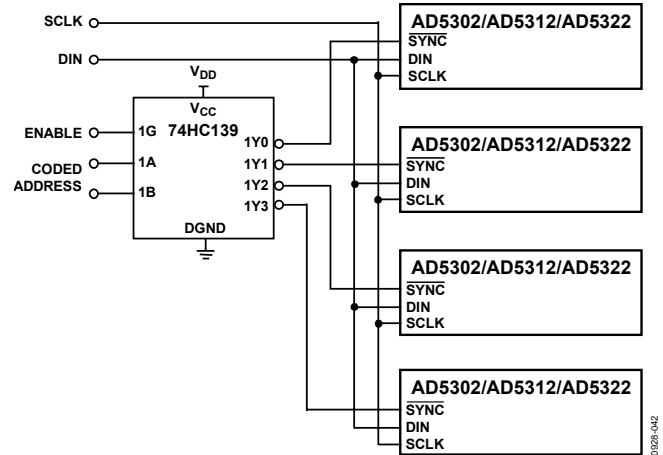 SCLK
DIN
VDD
VCC
ENABLE
1G
74HC139
1Y0
CODED
ADDRESS
1A
1Y1
1B
1Y2
1Y3
DGND
AD5302/AD5312/AD5322
SYNC
DIN
SCLK
AD5302/AD5312/AD5322
SYNC
DIN
SCLK
AD5302/AD5312/AD5322
SYNC
DIN
SCLK
AD5302/AD5312/AD5322
SYNC
DIN
SCLK
0928-042